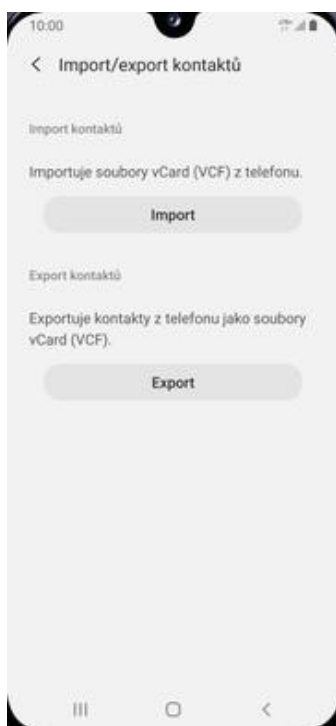 10:00
Import/export kontaktů
Import kontaktů
Importuje soubory vCard (VCF) z telefonu.
Import
Export kontaktů
Exportuje kontakty z telefonu jako soubory
vCard (VCF).
Export